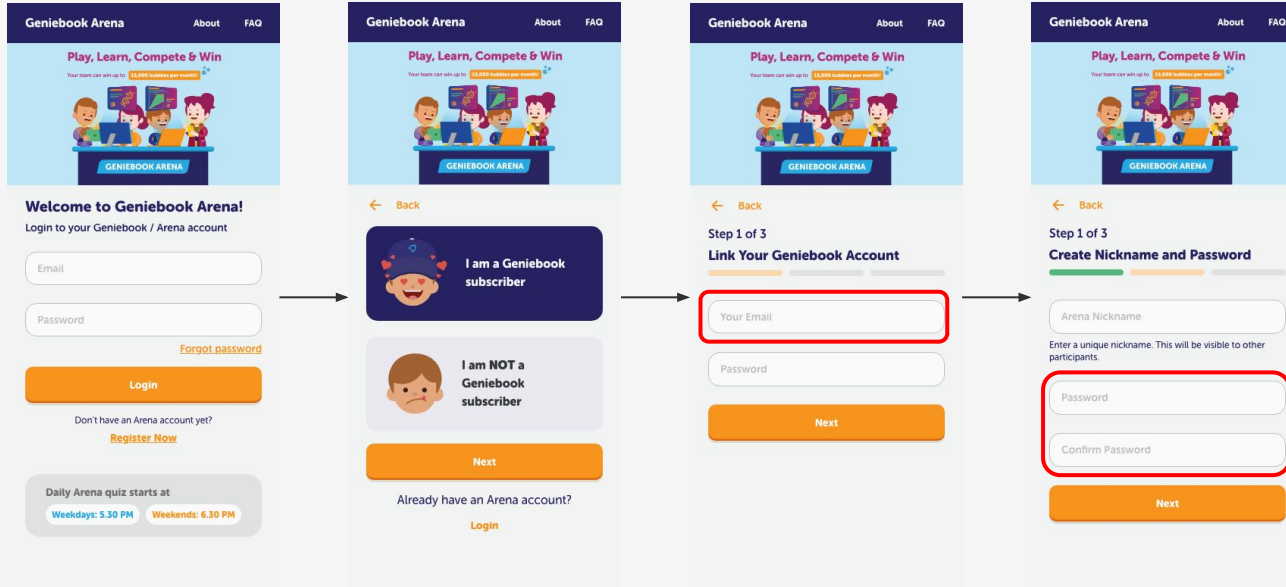 Geniebook Arena About FAQ
Play, Learn, Compete & Win
Your team can win up to 15,000 bubbles per month!
GENIEBOOK ARENA
Welcome to Geniebook Arena!
Login to your Geniebook / Arena account
Email
Password
Forgot password
Login
Don't have an Arena account yet?
Register Now
Daily Arena quiz starts at
Weekdays: 5.30 PM Weekends: 6.30 PM
Geniebook Arena About FAQ
Play, Learn, Compete & Win
Your team can win up to 15,000 bubbles per month!
GENIEBOOK ARENA
← Back
I am a Geniebook
subscriber
I am NOT a
Geniebook
subscriber
Next
Already have an Arena account?
Login
Geniebook Arena About FAQ
Play, Learn, Compete & Win
Your team can win up to 15,000 bubbles per month!
GENIEBOOK ARENA
← Back
Step 1 of 3
Link Your Geniebook Account
Your Email
Password
Next
Geniebook Arena About FAQ
Play, Learn, Compete & Win
Your team can win up to 15,000 bubbles per month!
GENIEBOOK ARENA
← Back
Step 1 of 3
Create Nickname and Password
Arena Nickname
Enter a unique nickname. This will be visible to other
participants.
Password
Confirm Password
Next